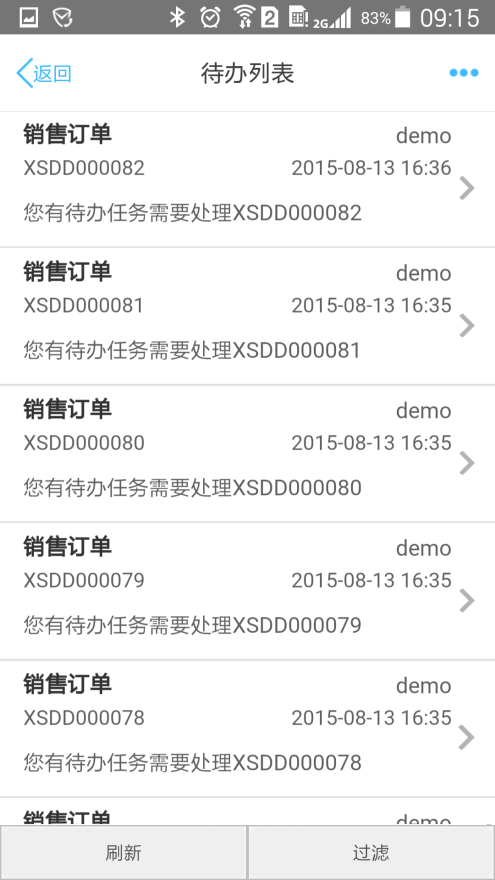 2 2G 83% 09:15
返回 待办列表
销售订单 demo
XSDD000082 2015-08-13 16:36
您有待办任务需要处理XSDD000082
销售订单 demo
XSDD000081 2015-08-13 16:35
您有待办任务需要处理XSDD000081
销售订单 demo
XSDD000080 2015-08-13 16:35
您有待办任务需要处理XSDD000080
销售订单 demo
XSDD000079 2015-08-13 16:35
您有待办任务需要处理XSDD000079
销售订单 demo
XSDD000078 2015-08-13 16:35
您有待办任务需要处理XSDD000078
销售订单 demo
刷新 过滤